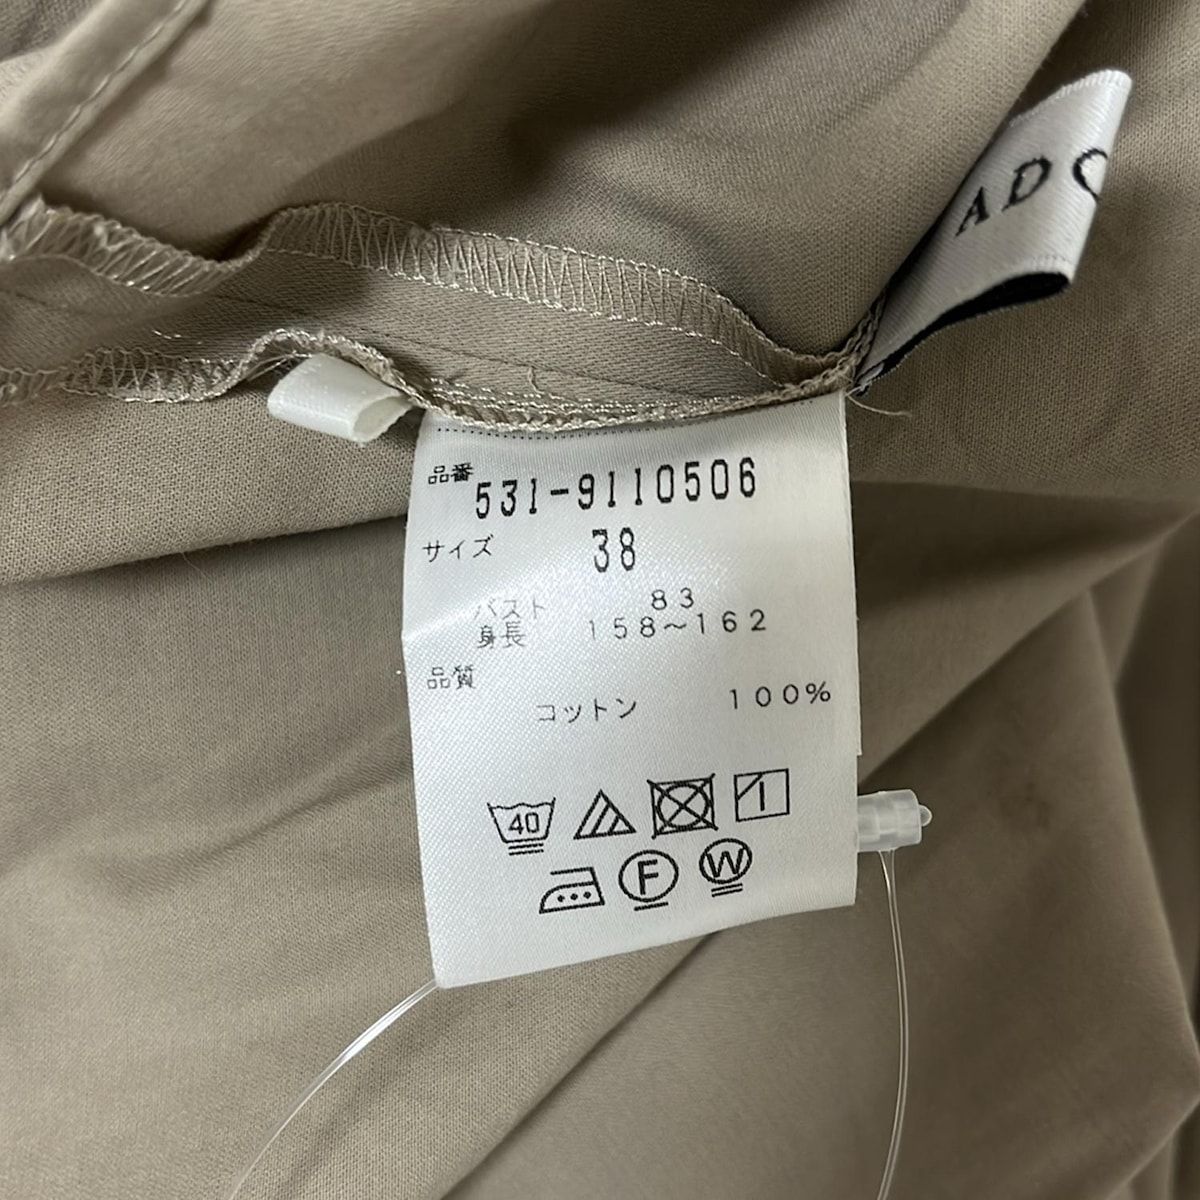 ADO
品番 531-9110506
サイズ 38
バスト 83
身長 158～162
品質
コットン 100%
40
F W